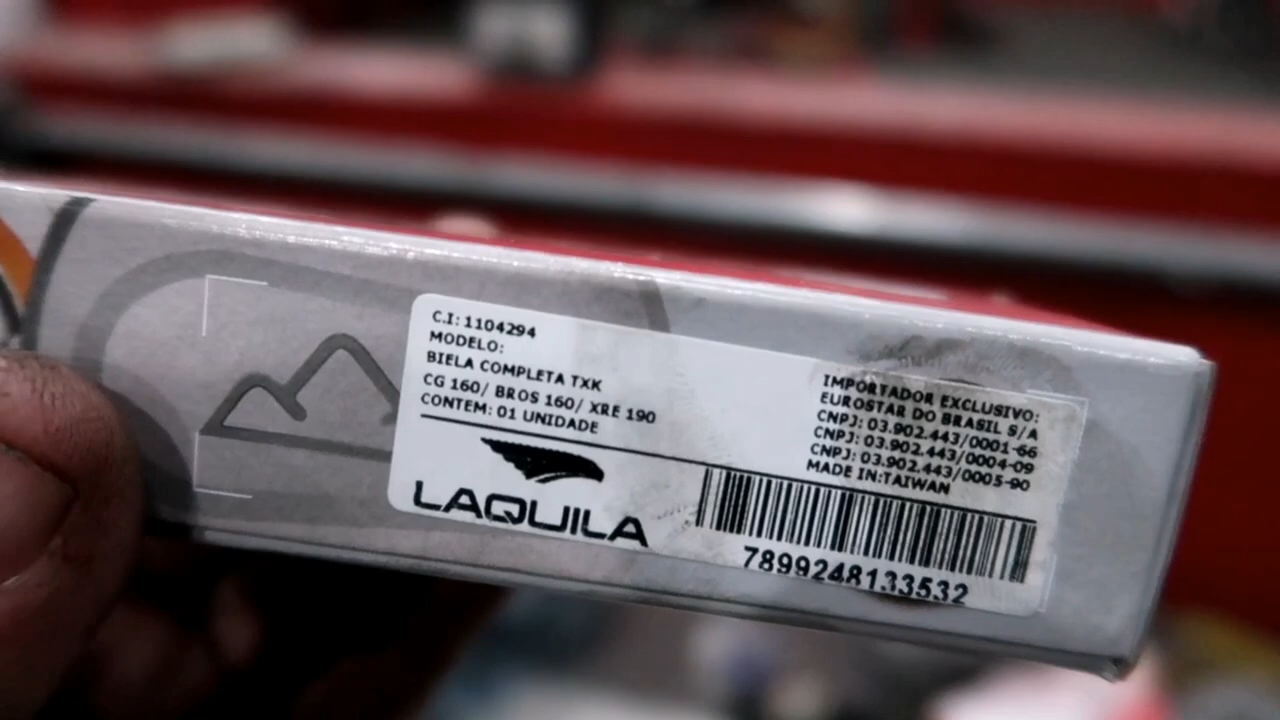 C.I: 1104294
MODELO:
BIELA COMPLETA TXK
CG 160/ BROS 160/ XRE 190
CONTEM: 01 UNIDADE
LAQUILA
IMPORTADOR EXCLUSIVO:
EUROSTAR DO BRASIL S/A
CNPJ: 03.902.443/0001-66
CNPJ: 03.902.443/0004-09
CNPJ: 03.902.443/0005-90
MADE IN:TAIWAN
7899248133532